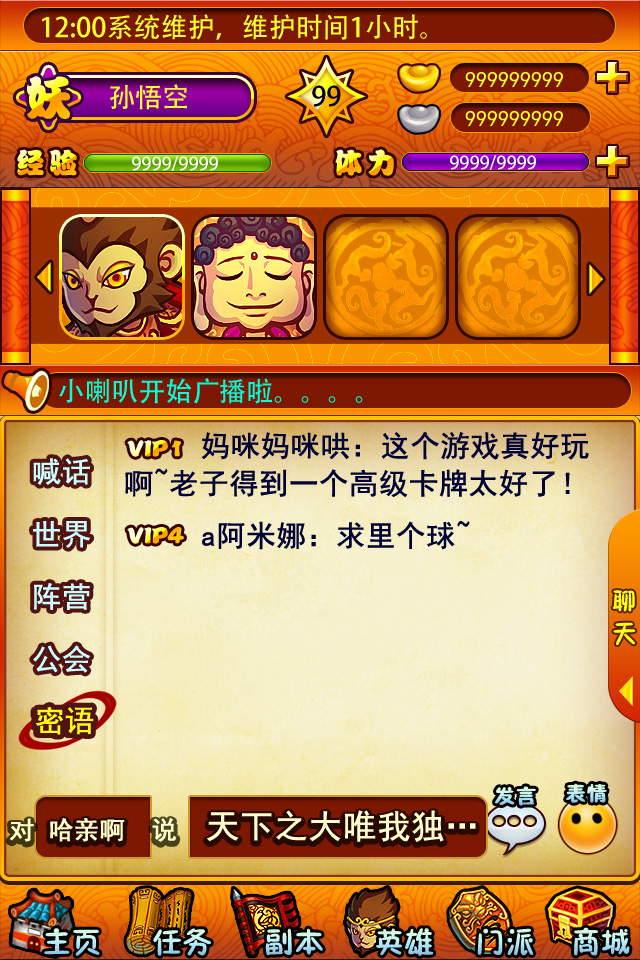 12:00系统维护，维护时间1小时。
妖 孙悟空 99 999999999
999999999
经验 9999/9999 体力 9999/9999
小喇叭开始广播啦。。。。
喊话
世界
阵营
公会
密语
VIP1 妈咪妈咪哄：这个游戏真好玩
啊~老子得到一个高级卡牌太好了！
VIP4 a阿米娜：求里个球~
聊天
对 哈亲啊 说 天下之大唯我独… 发言 表情
主页 任务 副本 英雄 门派 商城